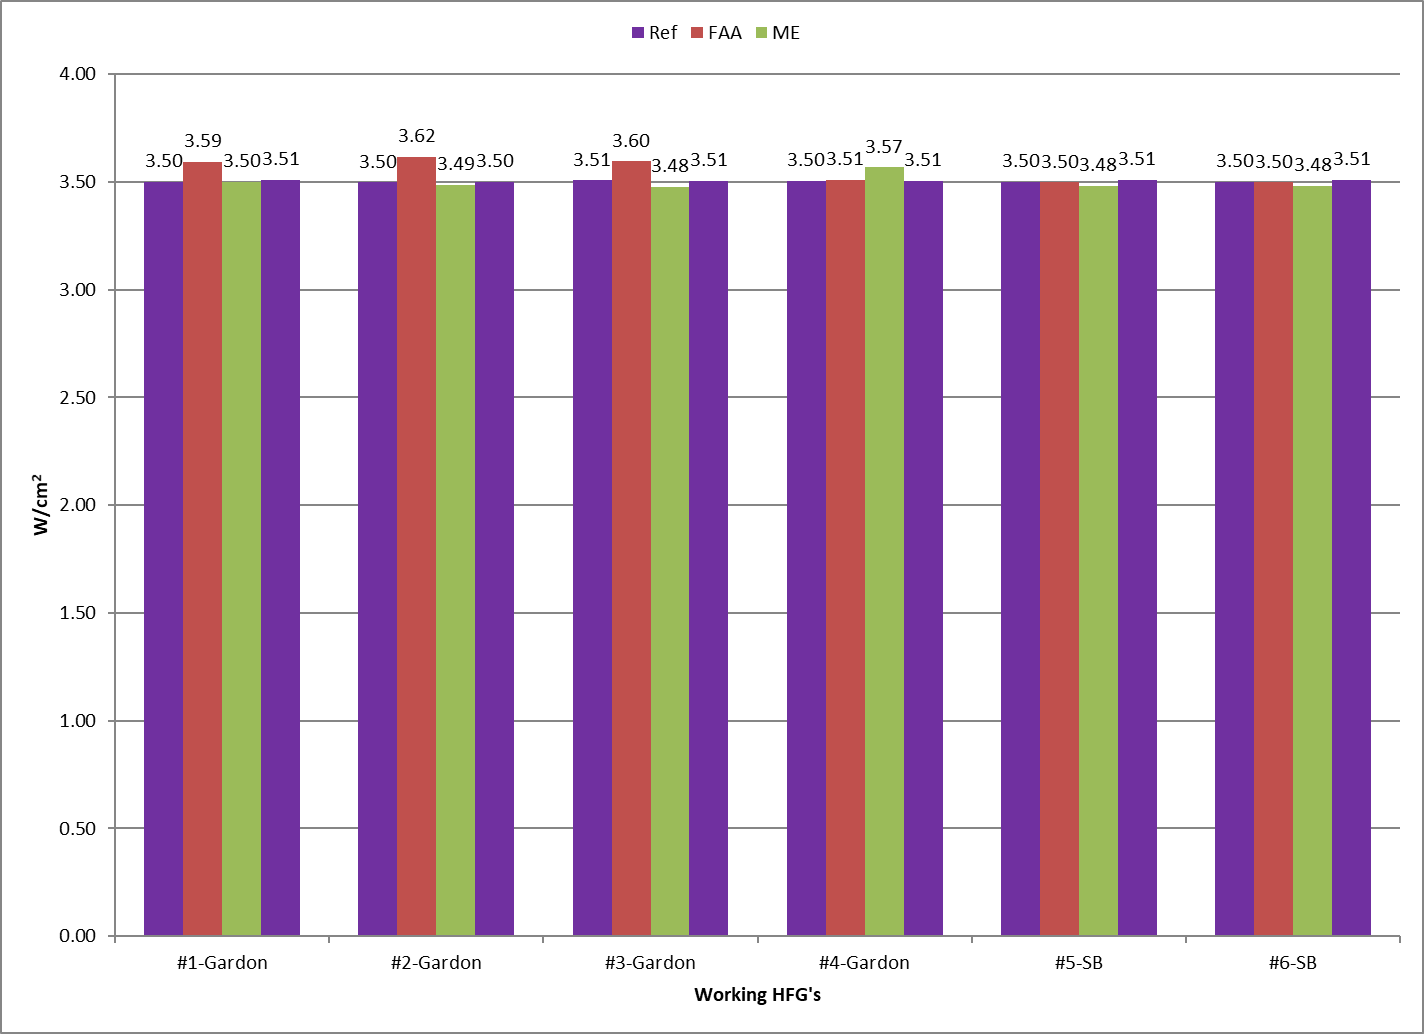 Ref FAA ME
4.00
3.50
3.00
2.50
2.00
1.50
1.00
0.50
0.00
W/cm²
3.50 3.59 3.50 3.51
3.50 3.62 3.49 3.50
3.51 3.60 3.48 3.51
3.50 3.51 3.57 3.51
3.50 3.50 3.48 3.51
3.50 3.50 3.48 3.51
#1-Gardon #2-Gardon #3-Gardon #4-Gardon #5-SB #6-SB
Working HFG's